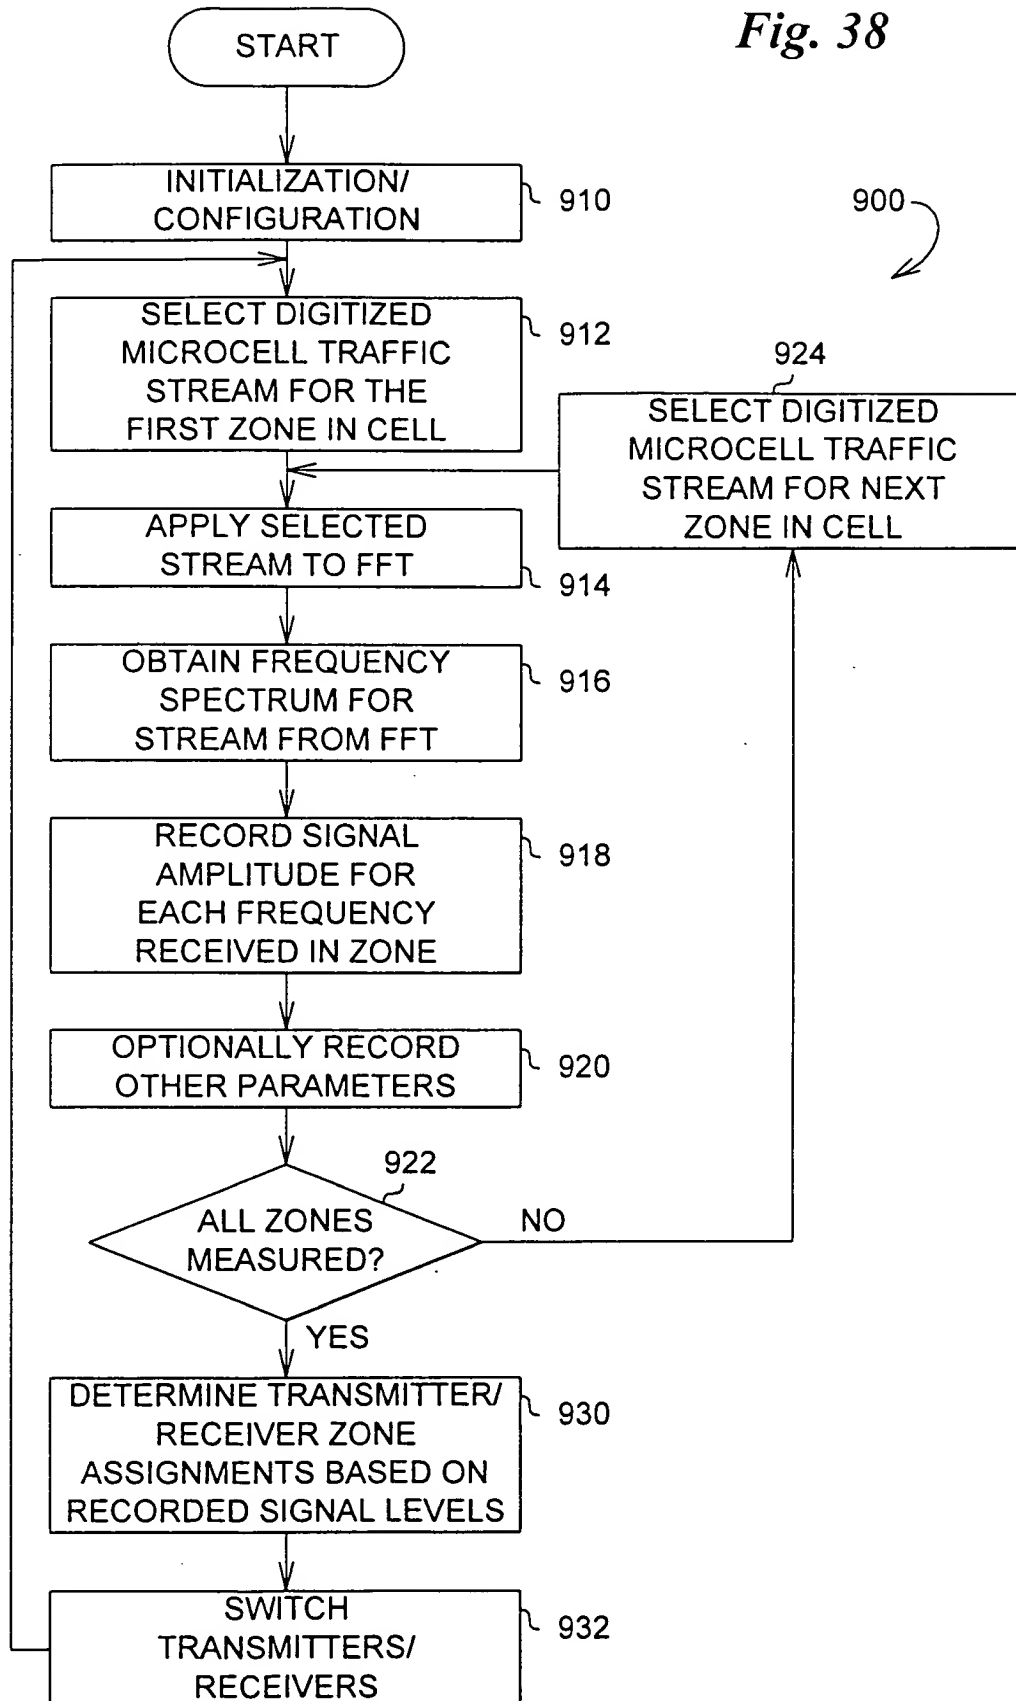 Fig. 38
START
INITIALIZATION/
CONFIGURATION
910
900
SELECT DIGITIZED
MICROCELL TRAFFIC
STREAM FOR THE
FIRST ZONE IN CELL
912
924
SELECT DIGITIZED
MICROCELL TRAFFIC
STREAM FOR NEXT
ZONE IN CELL
APPLY SELECTED
STREAM TO FFT
914
OBTAIN FREQUENCY
SPECTRUM FOR
STREAM FROM FFT
916
RECORD SIGNAL
AMPLITUDE FOR
EACH FREQUENCY
RECEIVED IN ZONE
918
OPTIONALLY RECORD
OTHER PARAMETERS
920
922
ALL ZONES
MEASURED?
NO
YES
DETERMINE TRANSMITTER/
RECEIVER ZONE
ASSIGNMENTS BASED ON
RECORDED SIGNAL LEVELS
930
SWITCH
TRANSMITTERS/
RECEIVERS
932